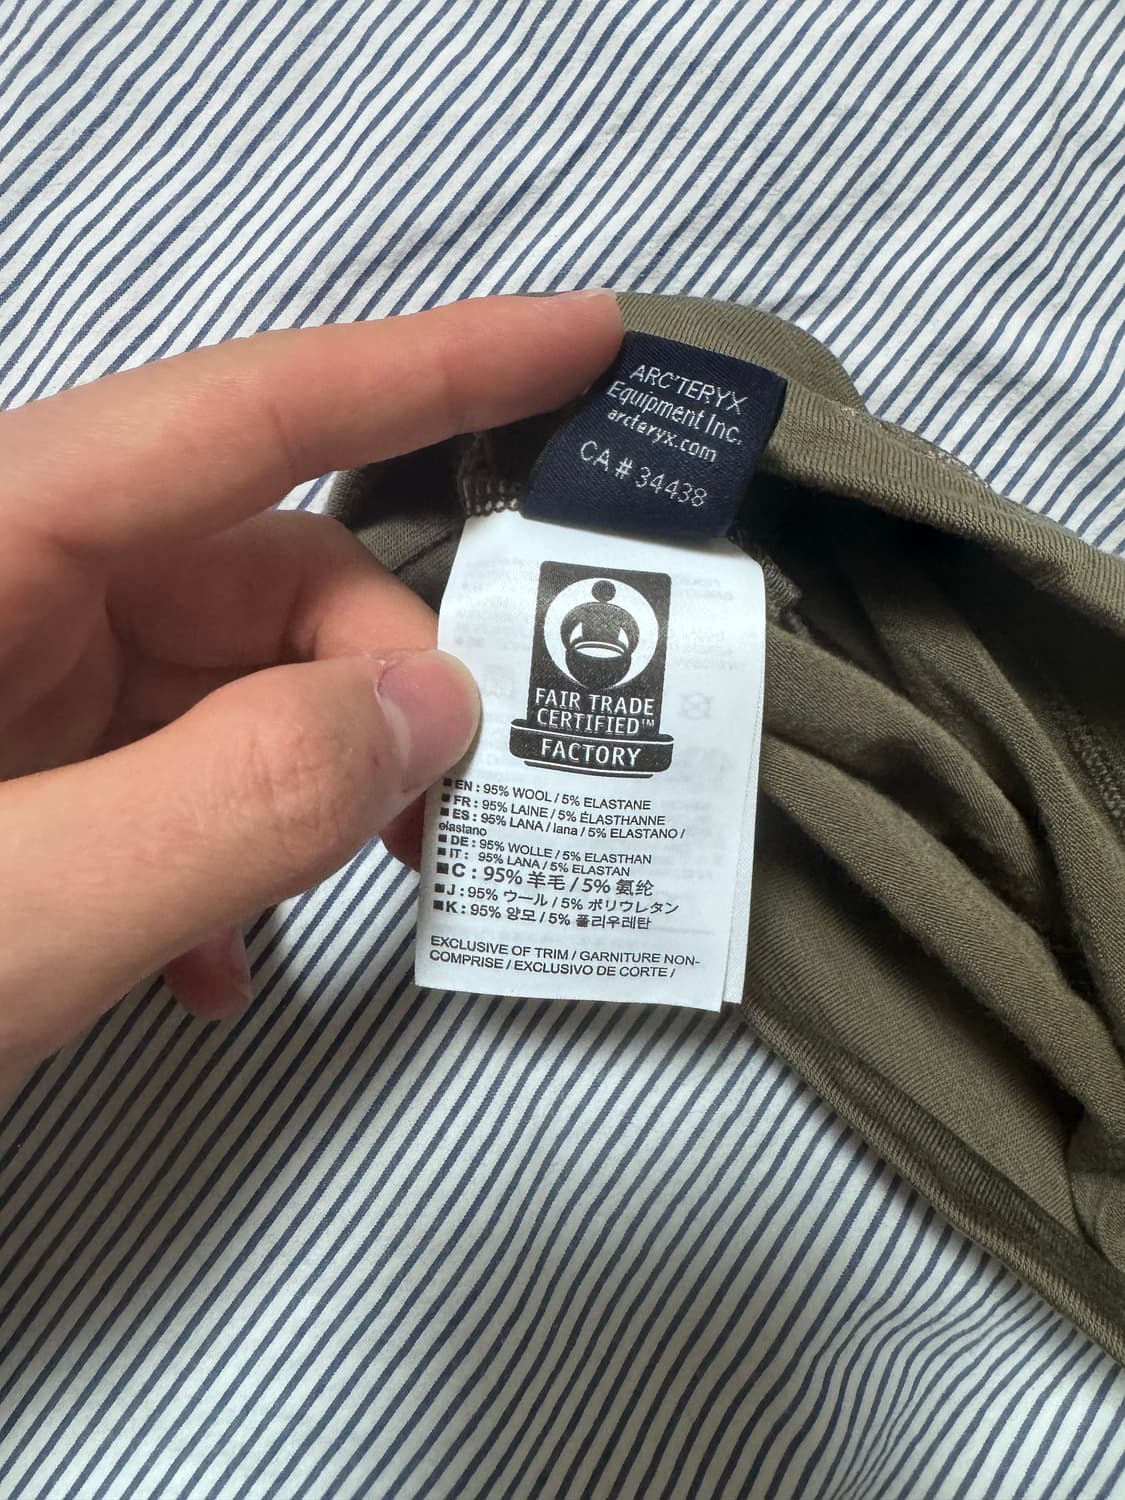 ARC'TERYX
Equipment Inc.
arcteryx.com
CA # 34438
FAIR TRADE
CERTIFIED™
FACTORY
■ EN : 95% WOOL / 5% ELASTANE
■ FR : 95% LAINE / 5% ÉLASTHANNE
■ ES : 95% LANA / lana / 5% ELASTANO /
elastano
■ DE : 95% WOLLE / 5% ELASTHAN
■ IT : 95% LANA / 5% ELASTAN
■ C : 95% 羊毛 / 5% 氨纶
■ J : 95% ウール / 5% ポリウレタン
■ K : 95% 양모 / 5% 폴리우레탄
EXCLUSIVE OF TRIM / GARNITURE NON-
COMPRISE / EXCLUSIVO DE CORTE /